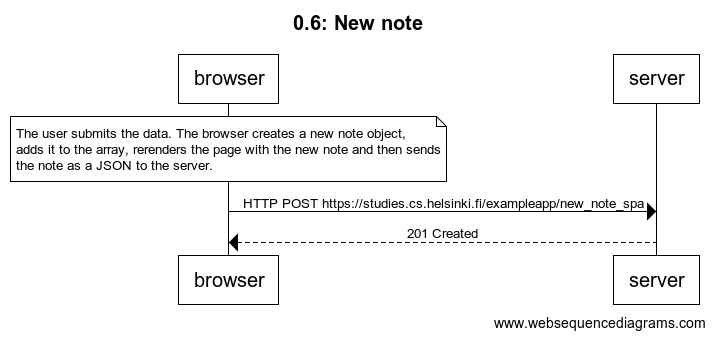 0.6: New note
browser
server
The user submits the data. The browser creates a new note object,
adds it to the array, rerenders the page with the new note and then sends
the note as a JSON to the server.
HTTP POST https://studies.cs.helsinki.fi/exampleapp/new_note_spa
201 Created
browser
server
www.websequencediagrams.com